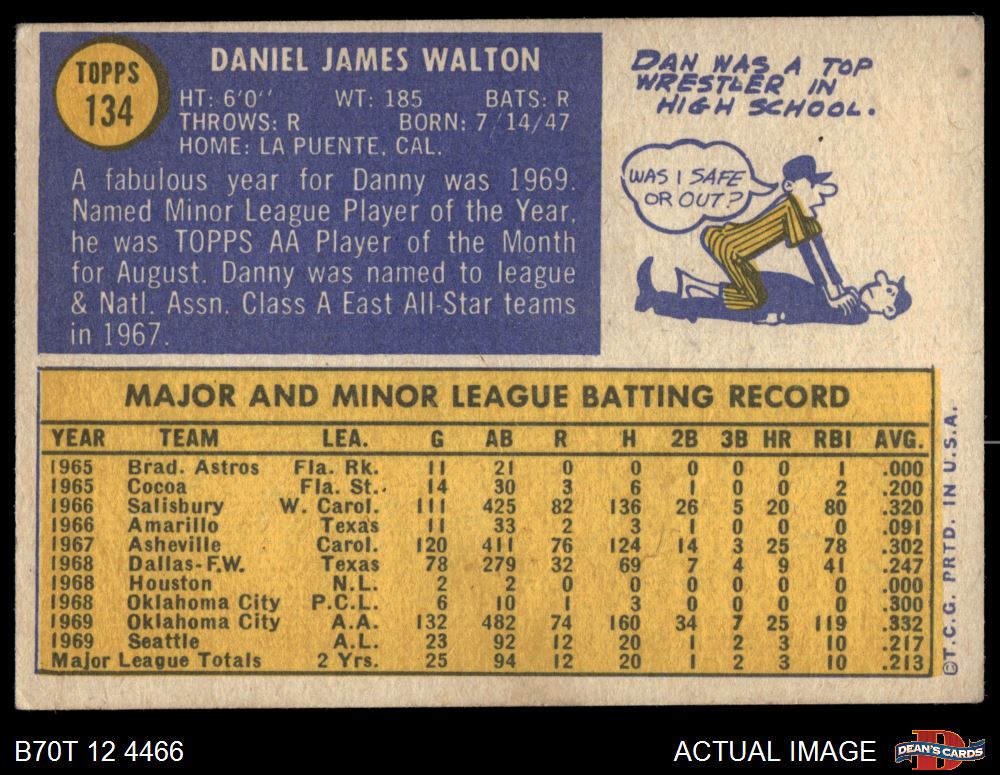 TOPPS
134
DANIEL JAMES WALTON
HT: 6'0'' WT: 185 BATS: R
THROWS: R BORN: 7/14/47
HOME: LA PUENTE, CAL.
A fabulous year for Danny was 1969.
Named Minor League Player of the Year,
he was TOPPS AA Player of the Month
for August. Danny was named to league
& Natl. Assn. Class A East All-Star teams
in 1967.
DAN WAS A TOP
WRESTLER IN
HIGH SCHOOL.
WAS I SAFE
OR OUT?
MAJOR AND MINOR LEAGUE BATTING RECORD
YEAR TEAM LEA. G AB R H 2B 3B HR RBI AVG.
1965 Brad. Astros Fla. Rk. 11 21 0 0 0 0 0 1 .000
1965 Cocoa Fla. St. 14 30 3 6 1 0 0 2 .200
1966 Salisbury W. Carol. 111 425 82 136 26 5 20 80 .320
1966 Amarillo Texas 11 33 2 3 1 0 0 0 .091
1967 Asheville Carol. 120 411 76 124 14 3 25 78 .302
1968 Dallas-F.W. Texas 78 279 32 69 7 4 9 41 .247
1968 Houston N.L. 2 2 0 0 0 0 0 0 .000
1968 Oklahoma City P.C.L. 6 10 1 3 0 0 0 0 .300
1969 Oklahoma City A.A. 132 482 74 160 34 7 25 119 .332
1969 Seattle A.L. 23 92 12 20 1 2 3 10 .217
Major League Totals 2 Yrs. 25 94 12 20 1 2 3 10 .213
©T.C.G. PRTD. IN U.S.A.
B70T 12 4466
ACTUAL IMAGE
DEAN'S CARDS